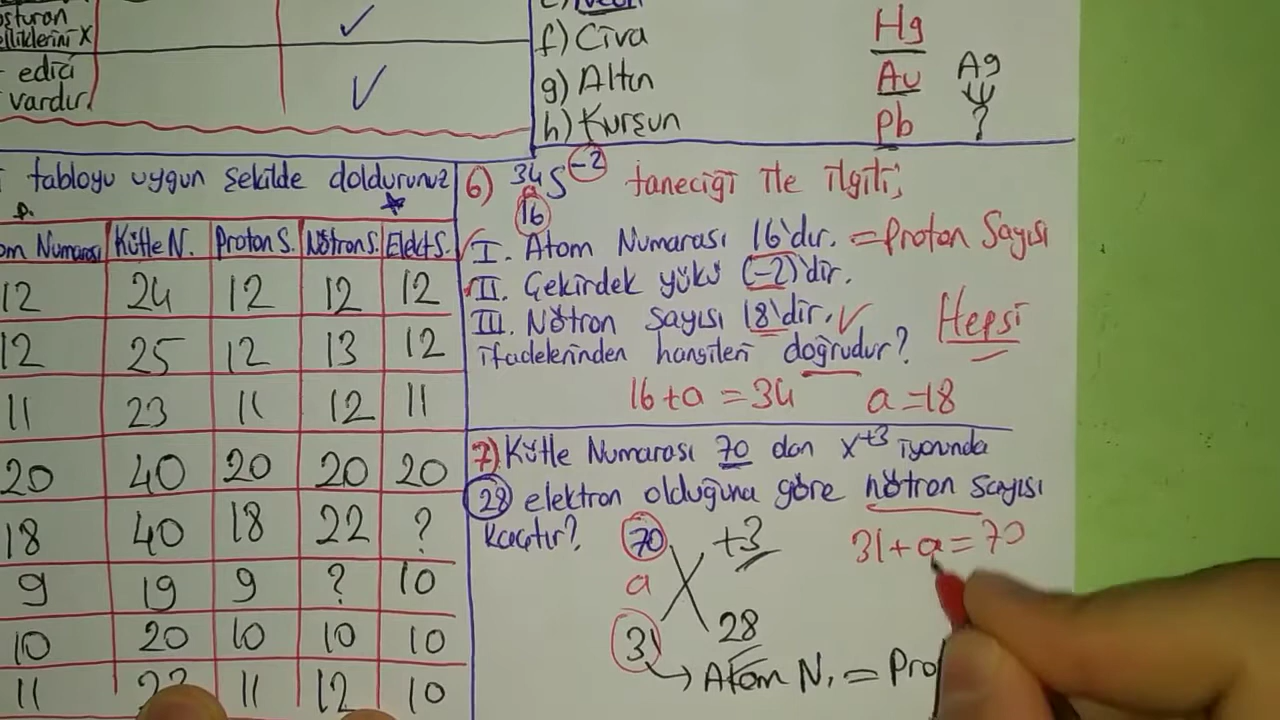 elliklerini X ✓
edici
vardır. ✓
f) Civa Hg
g) Altın Au Ag
h) Kurşun Pb ?
tabloyu uygun şekilde doldurunuz
p.
om Numarası Kütle N. Proton S. Nötron S. Elekt S.
12 24 12 12 12
12 25 12 13 12
11 23 11 12 11
20 40 20 20 20
18 40 18 22 ?
9 19 9 ? 10
10 20 10 10 10
11 11 12 10
6) 34 S -2 taneciği ile ilgili;
16
I. Atom Numarası 16'dır. = Proton Sayısı
II. Çekirdek yükü (-2)'dir.
III. Nötron sayısı 18'dir. ✓ Hepsi
ifadelerinden hangileri doğrudur?
16 + a = 34 a = 18
7) Kütle Numarası 70 olan X+3 iyonunda
28 elektron olduğuna göre nötron sayısı
kaçtır?
70 +3 31 + a = 70
a
31 28
Atom N. = Pro